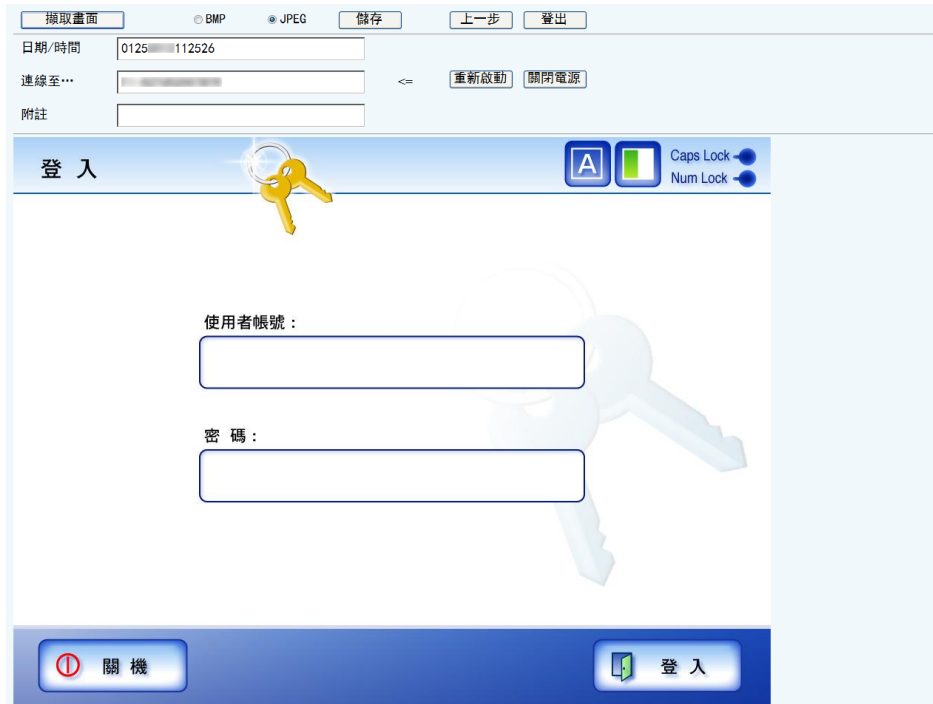 擷取畫面 BMP JPEG 儲存 上一步 登出
日期/時間 0125 112526
連線至… <= 重新啟動 關閉電源
附註
登 入 A Caps Lock
Num Lock
使用者帳號：
密 碼：
關 機 登 入